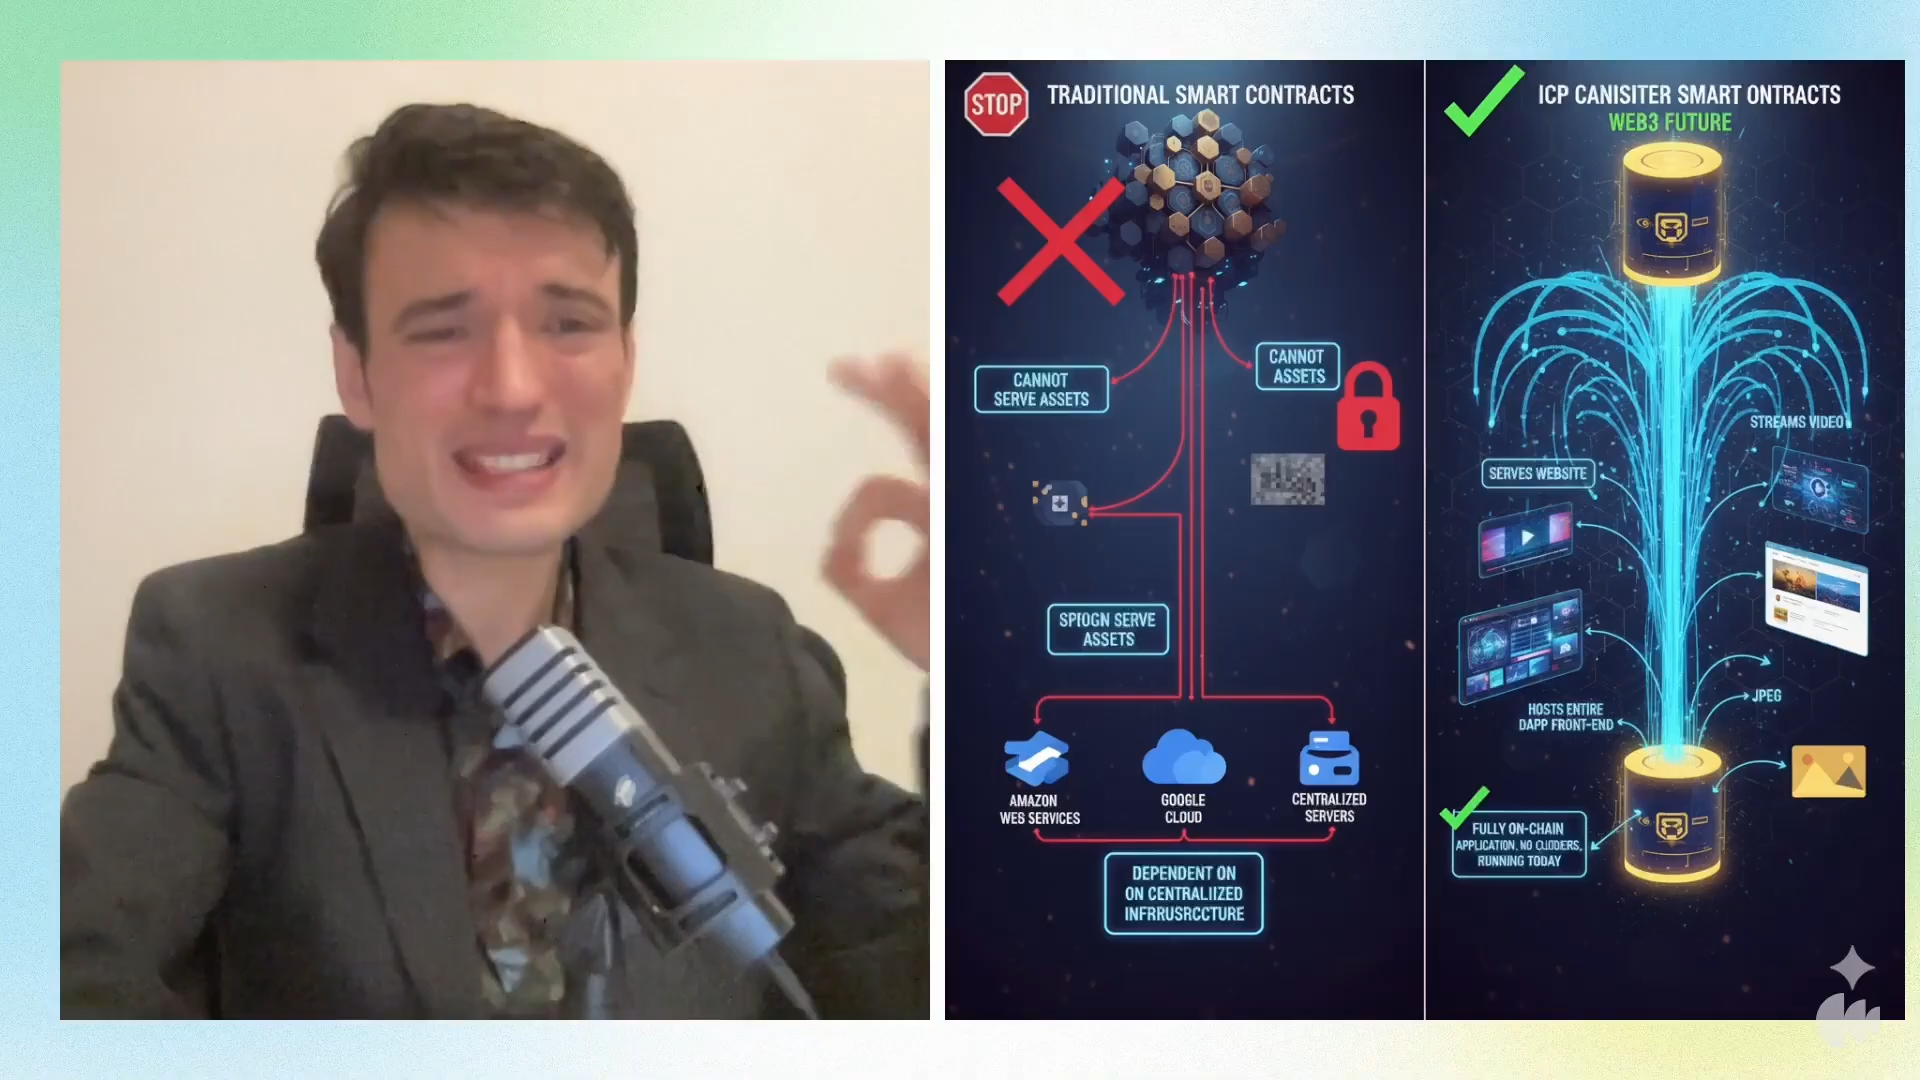 STOP
TRADITIONAL SMART CONTRACTS
CANNOT
SERVE ASSETS
CANNOT
ASSETS
SPIOGN SERVE
ASSETS
AMAZON
WEB SERVICES
GOOGLE
CLOUD
CENTRALIZED
SERVERS
DEPENDENT ON
ON CENTRALIIZED
INFRRUSRCCTURE
ICP CANISITER SMART ONTRACTS
WEB3 FUTURE
STREAMS VIDEO
SERVES WEBSITE
HOSTS ENTIRE
DAPP FRONT-END
JPEG
FULLY ON-CHAIN
APPLICATION, NO CLODERS,
RUNNING TODAY